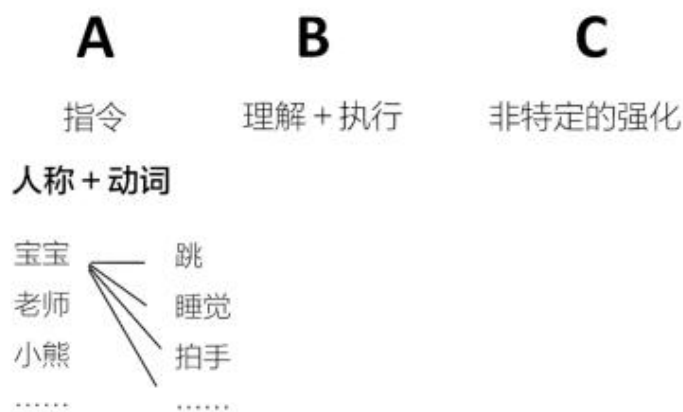 A B C
指令 理解+执行 非特定的强化
人称+动词
宝宝 跳
老师 睡觉
小熊 拍手
…… ……